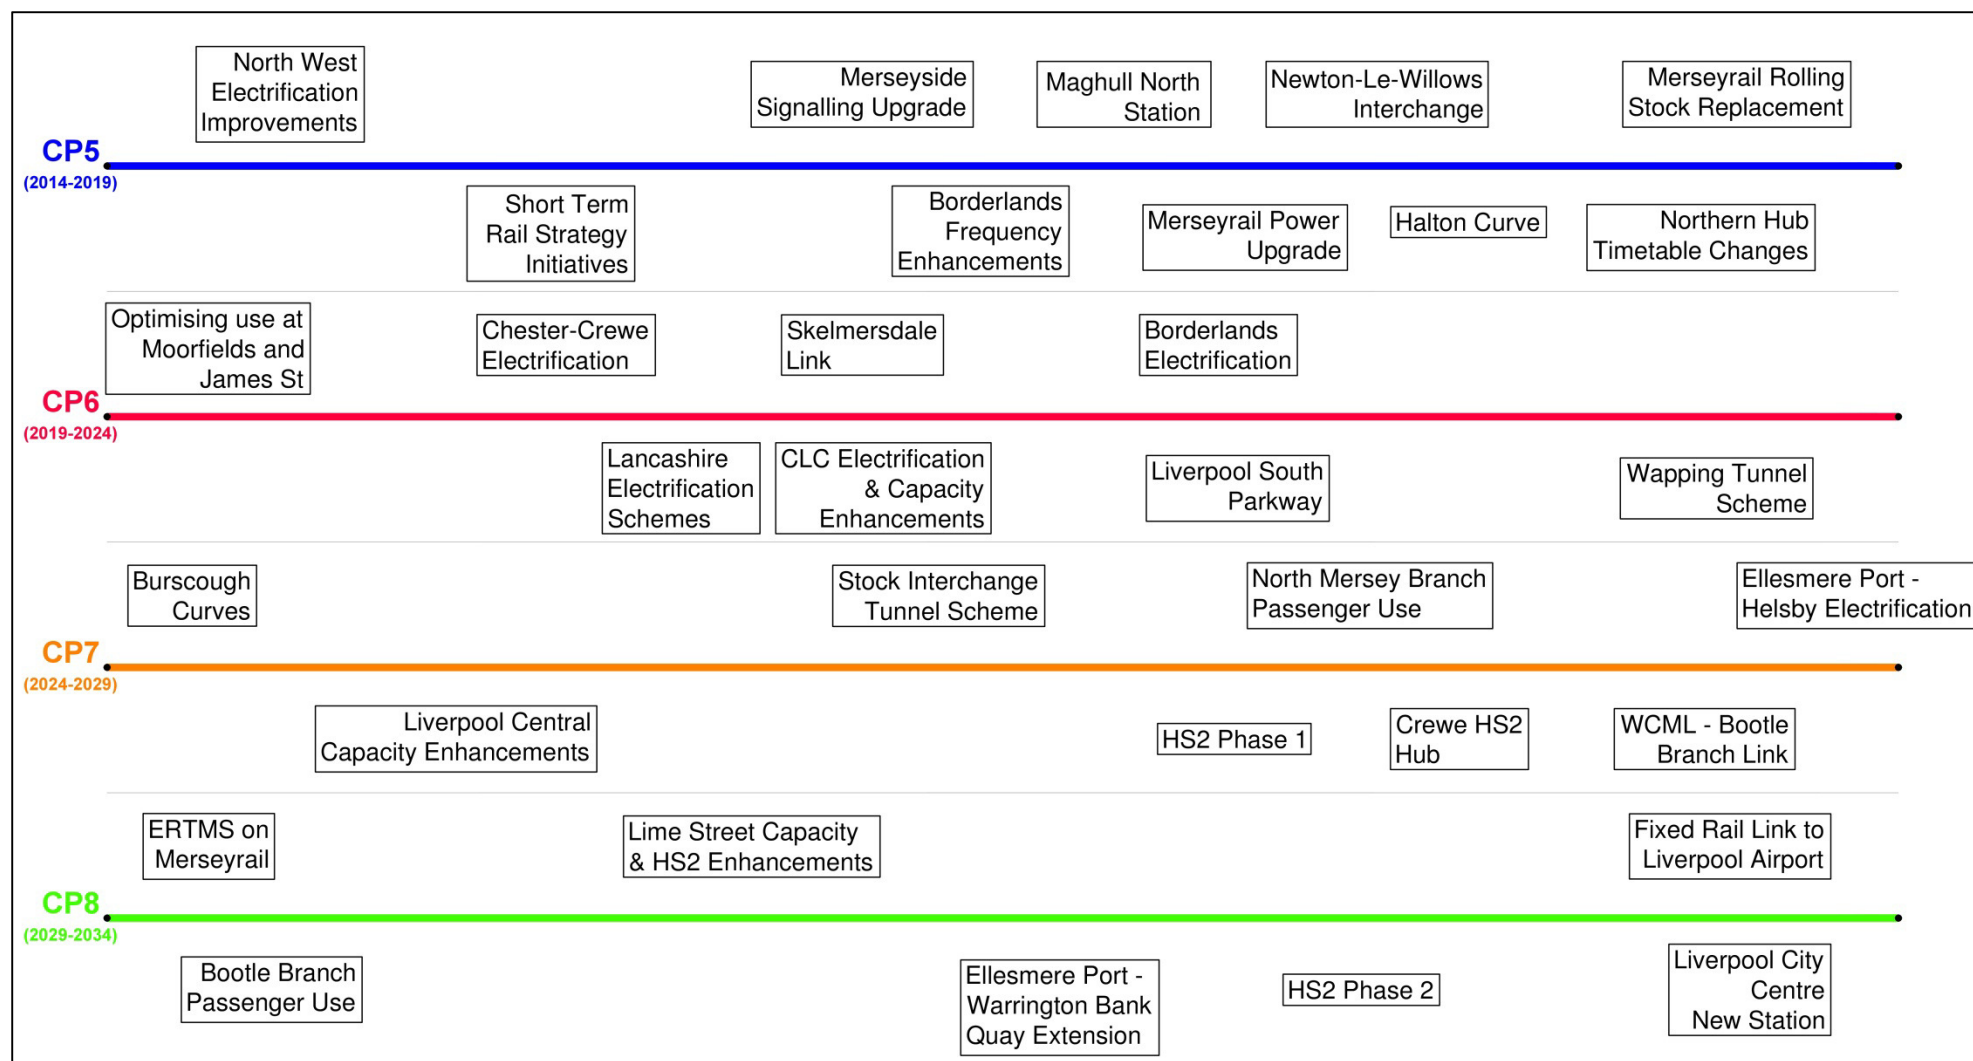 North West
Electrification
Improvements
Merseyside
Signalling Upgrade
Maghull North
Station
Newton-Le-Willows
Interchange
Merseyrail Rolling
Stock Replacement
CP5
(2014-2019)
Short Term
Rail Strategy
Initiatives
Borderlands
Frequency
Enhancements
Merseyrail Power
Upgrade
Halton Curve
Northern Hub
Timetable Changes
Optimising use at
Moorfields and
James St
Chester-Crewe
Electrification
Skelmersdale
Link
Borderlands
Electrification
CP6
(2019-2024)
Lancashire
Electrification
Schemes
CLC Electrification
& Capacity
Enhancements
Liverpool South
Parkway
Wapping Tunnel
Scheme
Burscough
Curves
Stock Interchange
Tunnel Scheme
North Mersey Branch
Passenger Use
Ellesmere Port -
Helsby Electrification
CP7
(2024-2029)
Liverpool Central
Capacity Enhancements
HS2 Phase 1
Crewe HS2
Hub
WCML - Bootle
Branch Link
ERTMS on
Merseyrail
Lime Street Capacity
& HS2 Enhancements
Fixed Rail Link to
Liverpool Airport
CP8
(2029-2034)
Bootle Branch
Passenger Use
Ellesmere Port -
Warrington Bank
Quay Extension
HS2 Phase 2
Liverpool City
Centre
New Station